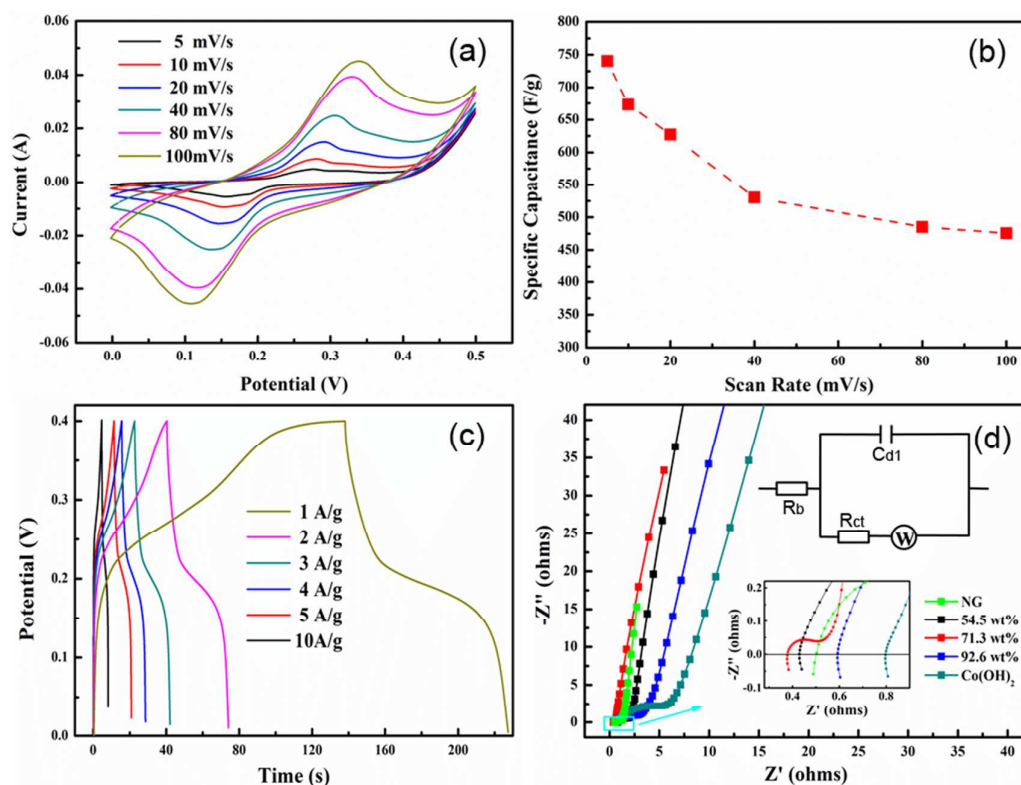 (a)
5 mV/s
10 mV/s
20 mV/s
40 mV/s
80 mV/s
100mV/s
0.06
0.04
0.02
0.00
-0.02
-0.04
-0.06
Current (A)
0.0 0.1 0.2 0.3 0.4 0.5
Potential (V)
(b)
800
750
700
650
600
550
500
450
400
350
300
Specific Capacitance (F/g)
0 20 40 60 80 100
Scan Rate (mV/s)
(c)
0.4
0.3
0.2
0.1
0.0
Potential (V)
1 A/g
2 A/g
3 A/g
4 A/g
5 A/g
10A/g
0 40 80 120 160 200
Time (s)
(d)
40
35
30
25
20
15
10
5
0
-Z'' (ohms)
Cd1
Rb
Rct
W
0.2
0.1
0.0
-0.1
-Z'' (ohms)
0.4 0.6 0.8
Z' (ohms)
NG
54.5 wt%
71.3 wt%
92.6 wt%
Co(OH)2
0 5 10 15 20 25 30 35 40
Z' (ohms)